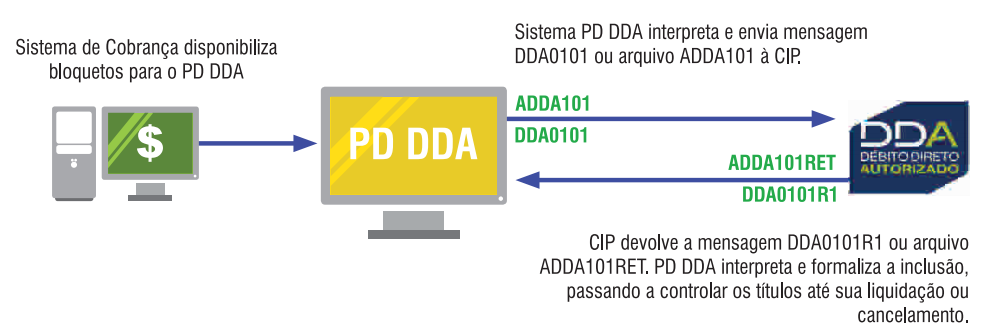 Sistema de Cobrança disponibiliza
bloquetos para o PD DDA
$
PD DDA
Sistema PD DDA interpreta e envia mensagem
DDA0101 ou arquivo ADDA101 à CIP.
ADDA101
DDA0101
DDA
DÉBITO DIRETO
AUTORIZADO
ADDA101RET
DDA0101R1
CIP devolve a mensagem DDA0101R1 ou arquivo
ADDA101RET. PD DDA interpreta e formaliza a inclusão,
passando a controlar os títulos até sua liquidação ou
cancelamento.